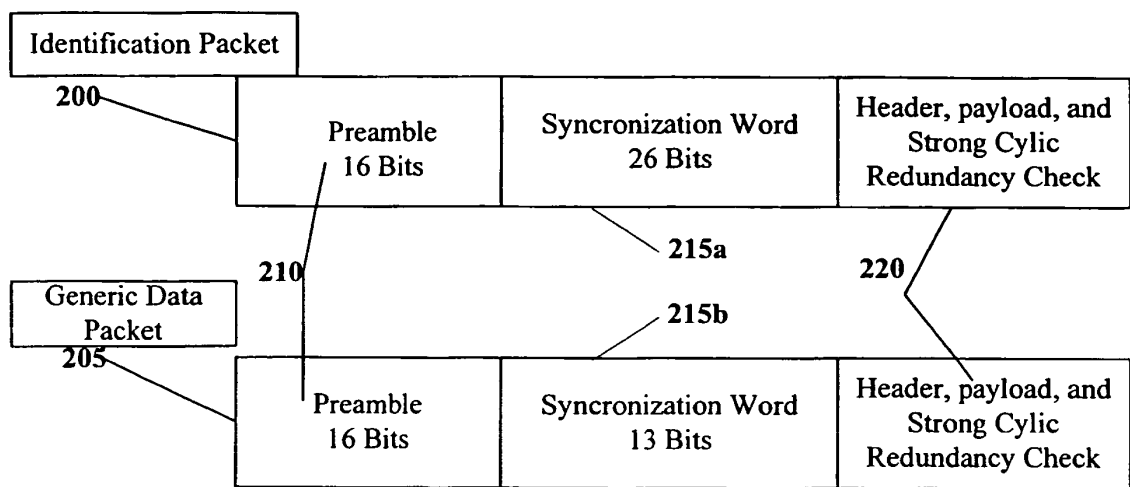 Identification Packet
200
Preamble
16 Bits
Syncronization Word
26 Bits
Header, payload, and
Strong Cylic
Redundancy Check
210
215a
220
Generic Data
Packet
215b
205
Preamble
16 Bits
Syncronization Word
13 Bits
Header, payload, and
Strong Cylic
Redundancy Check